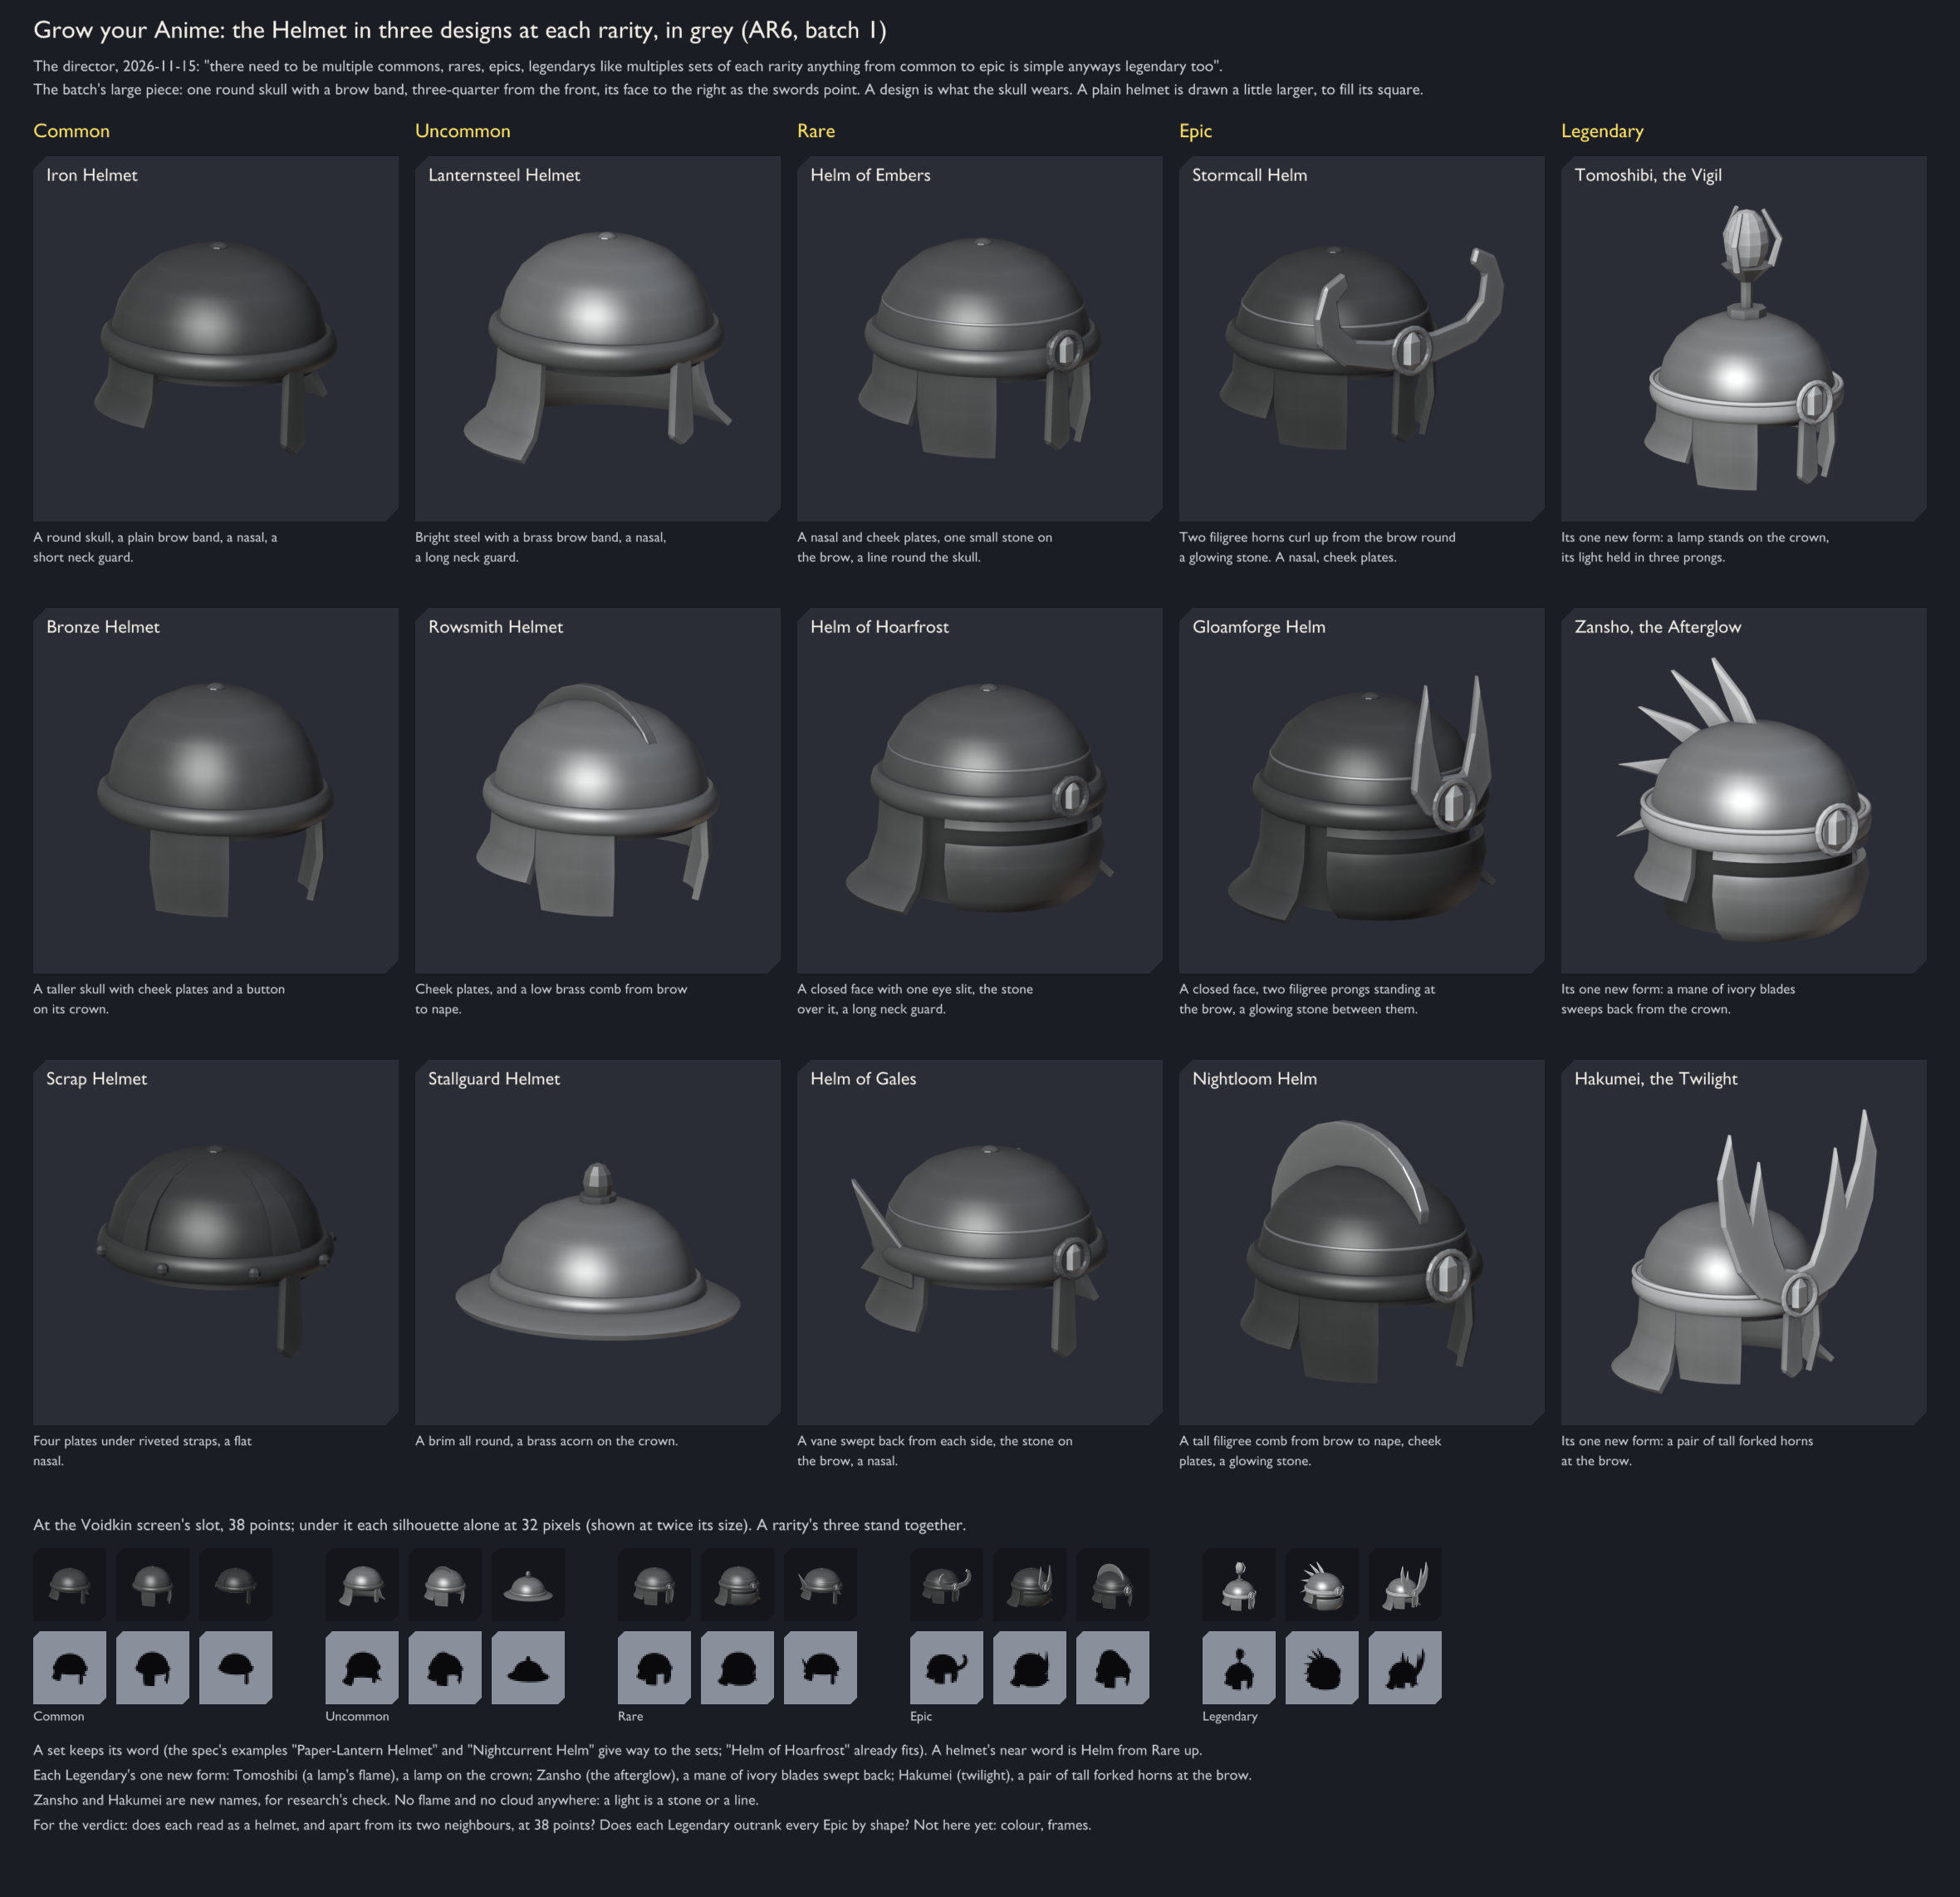 Grow your Anime: the Helmet in three designs at each rarity, in grey (AR6, batch 1)
The director, 2026-11-15: "there need to be multiple commons, rares, epics, legendarys like multiples sets of each rarity anything from common to epic is simple anyways legendary too".
The batch's large piece: one round skull with a brow band, three-quarter from the front, its face to the right as the swords point. A design is what the skull wears. A plain helmet is drawn a little larger, to fill its square.
Common
Uncommon
Rare
Epic
Legendary
Iron Helmet
Lanternsteel Helmet
Helm of Embers
Stormcall Helm
Tomoshibi, the Vigil
A round skull, a plain brow band, a nasal, a
short neck guard.
Bright steel with a brass brow band, a nasal,
a long neck guard.
A nasal and cheek plates, one small stone on
the brow, a line round the skull.
Two filigree horns curl up from the brow round
a glowing stone. A nasal, cheek plates.
Its one new form: a lamp stands on the crown,
its light held in three prongs.
Bronze Helmet
Rowsmith Helmet
Helm of Hoarfrost
Gloamforge Helm
Zansho, the Afterglow
A taller skull with cheek plates and a button
on its crown.
Cheek plates, and a low brass comb from brow
to nape.
A closed face with one eye slit, the stone
over it, a long neck guard.
A closed face, two filigree prongs standing at
the brow, a glowing stone between them.
Its one new form: a mane of ivory blades
sweeps back from the crown.
Scrap Helmet
Stallguard Helmet
Helm of Gales
Nightloom Helm
Hakumei, the Twilight
Four plates under riveted straps, a flat
nasal.
A brim all round, a brass acorn on the crown.
A vane swept back from each side, the stone on
the brow, a nasal.
A tall filigree comb from brow to nape, cheek
plates, a glowing stone.
Its one new form: a pair of tall forked horns
at the brow.
At the Voidkin screen's slot, 38 points; under it each silhouette alone at 32 pixels (shown at twice its size). A rarity's three stand together.
Common
Uncommon
Rare
Epic
Legendary
A set keeps its word (the spec's examples "Paper-Lantern Helmet" and "Nightcurrent Helm" give way to the sets; "Helm of Hoarfrost" already fits). A helmet's near word is Helm from Rare up.
Each Legendary's one new form: Tomoshibi (a lamp's flame), a lamp on the crown; Zansho (the afterglow), a mane of ivory blades swept back; Hakumei (twilight), a pair of tall forked horns at the brow.
Zansho and Hakumei are new names, for research's check. No flame and no cloud anywhere: a light is a stone or a line.
For the verdict: does each read as a helmet, and apart from its two neighbours, at 38 points? Does each Legendary outrank every Epic by shape? Not here yet: colour, frames.